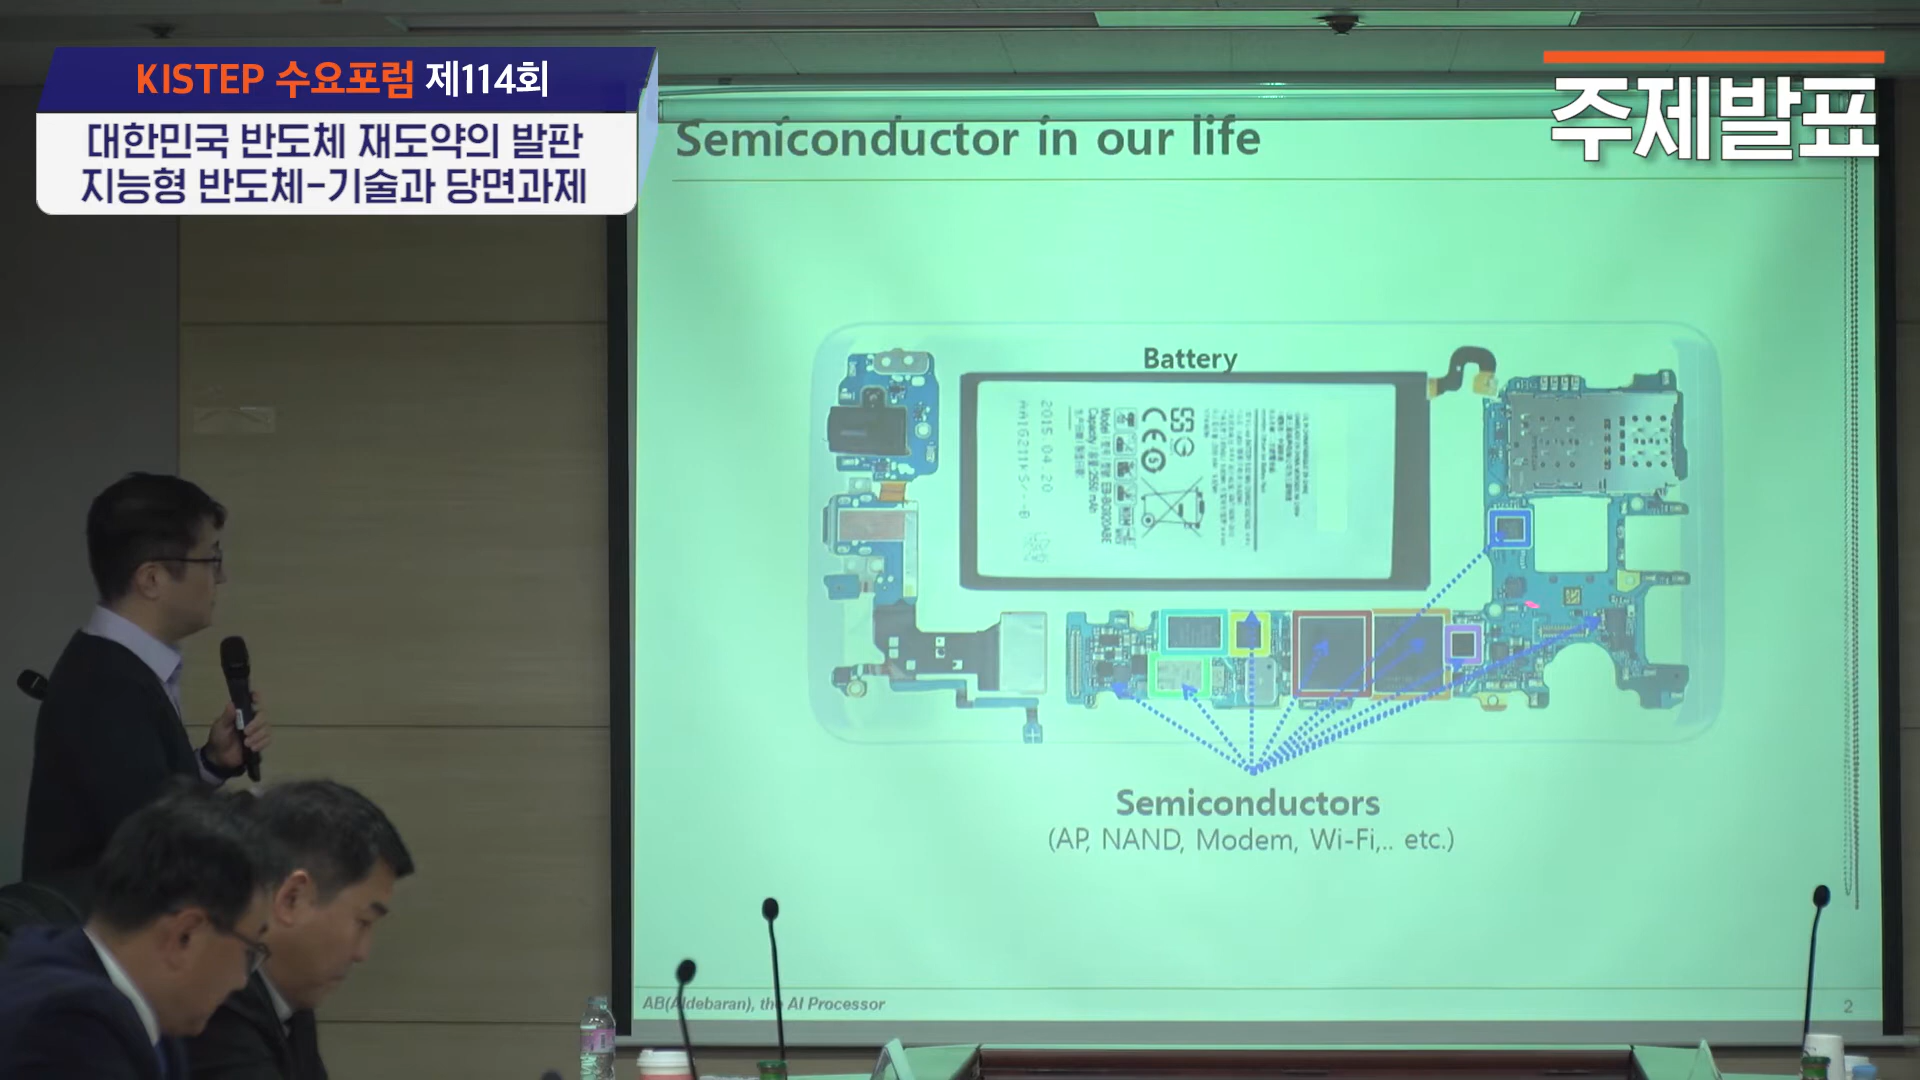 KISTEP 수요포럼 제114회
대한민국 반도체 재도약의 발판
지능형 반도체-기술과 당면과제
주제발표
Semiconductor in our life
Battery
2015.04.20
Semiconductors
(AP, NAND, Modem, Wi-Fi,.. etc.)
AB(Aldebaran), the AI Processor
2